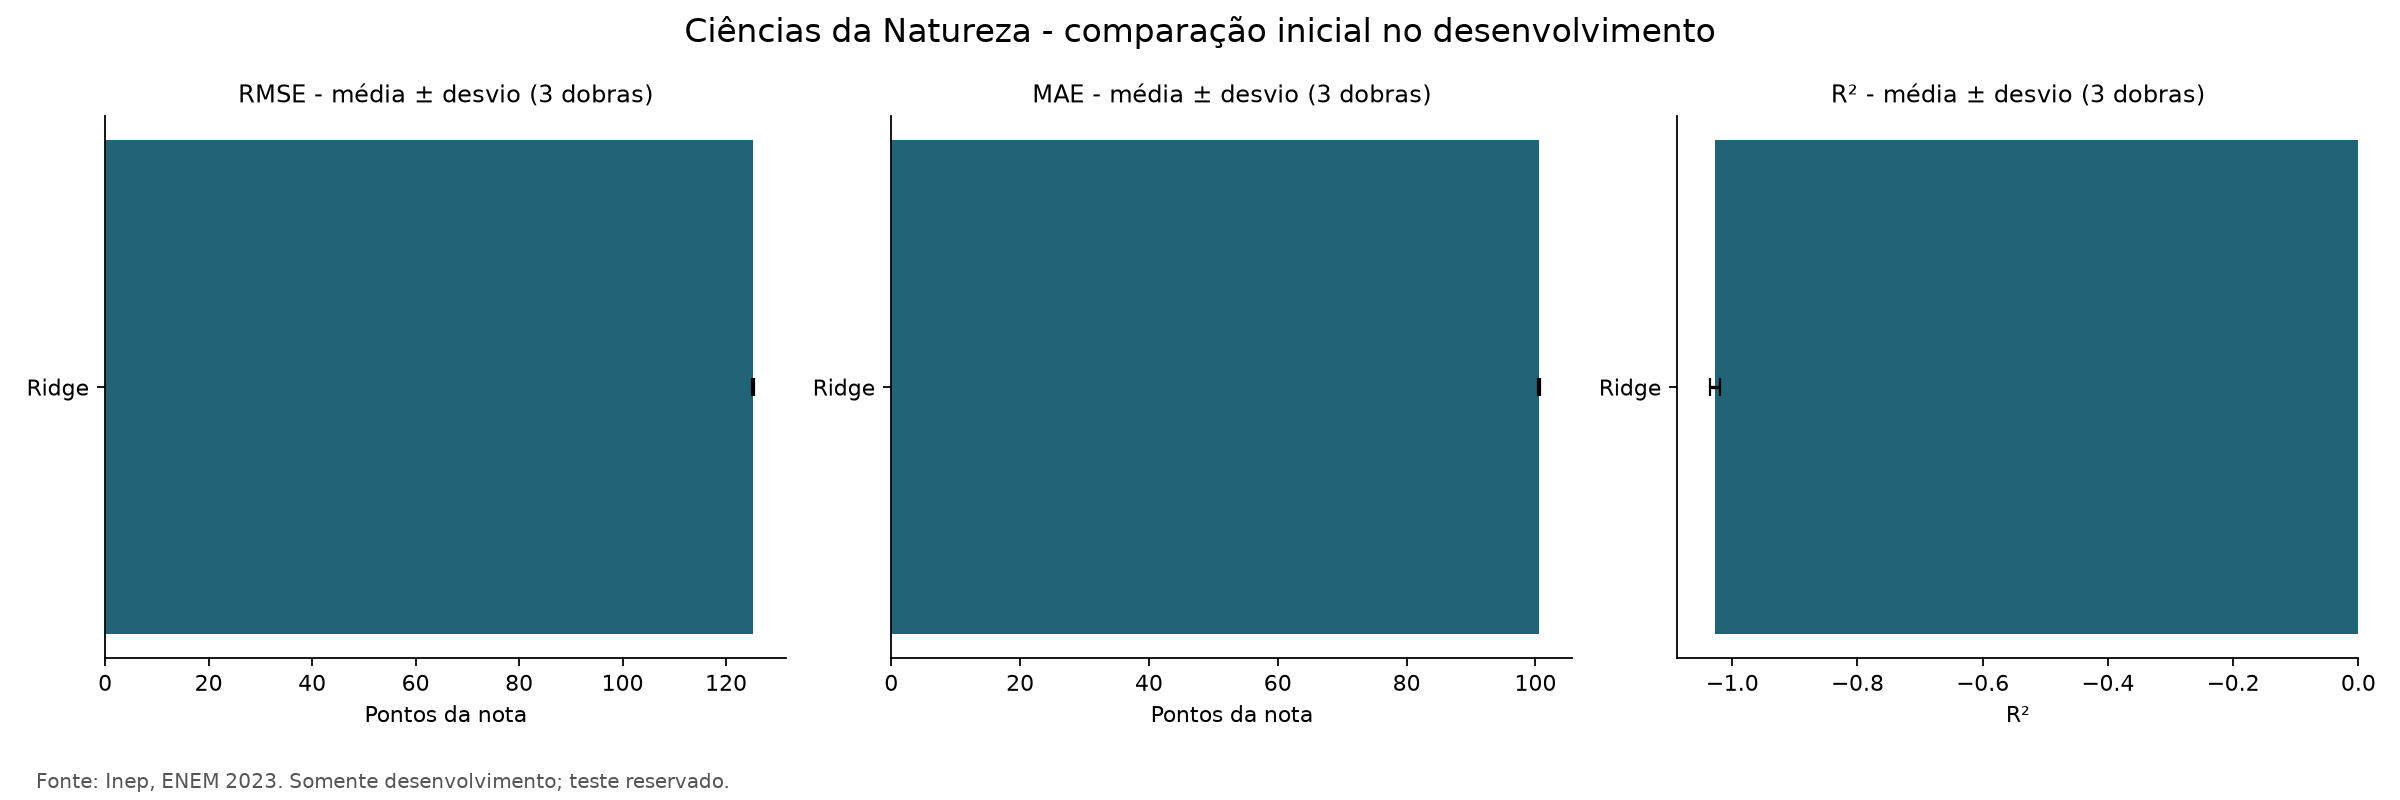 Ciências da Natureza - comparação inicial no desenvolvimento
RMSE - média ± desvio (3 dobras)
Ridge
0 20 40 60 80 100 120
Pontos da nota
MAE - média ± desvio (3 dobras)
Ridge
0 20 40 60 80 100
Pontos da nota
R² - média ± desvio (3 dobras)
Ridge
−1.0 −0.8 −0.6 −0.4 −0.2 0.0
R²
Fonte: Inep, ENEM 2023. Somente desenvolvimento; teste reservado.